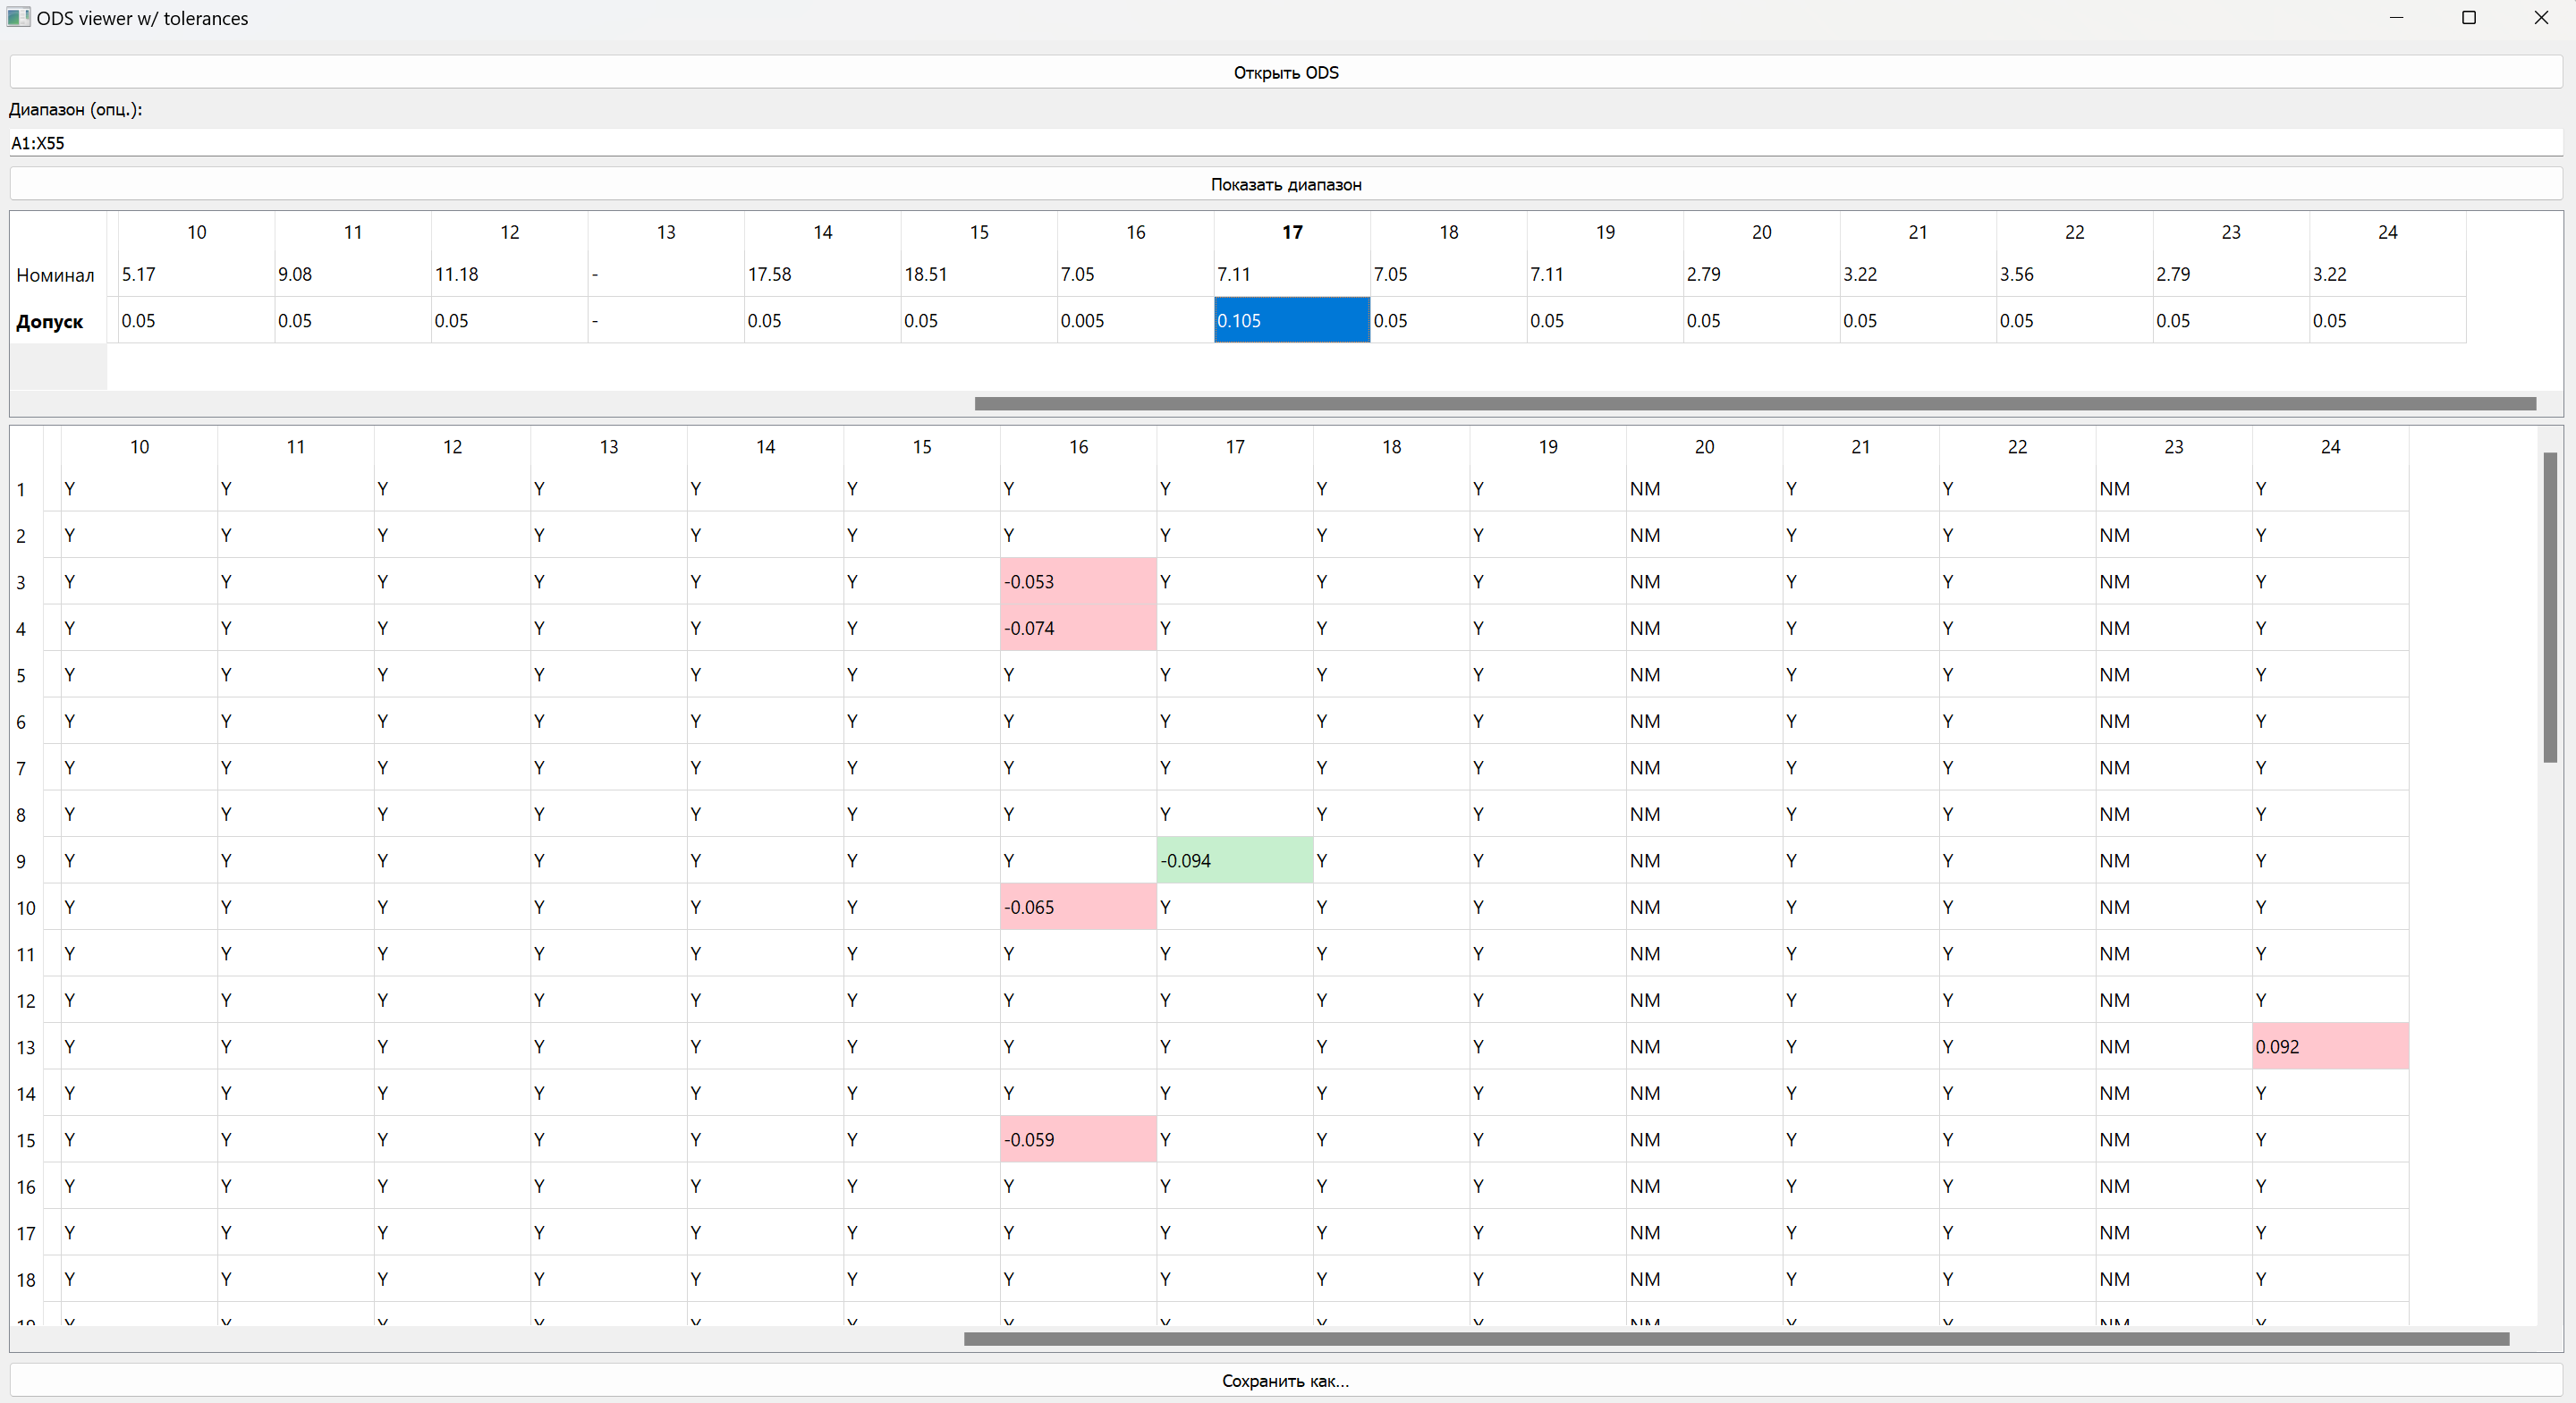 ODS viewer w/ tolerances
Открыть ODS
Диапазон (опц.):
A1:X55
Показать диапазон
10 11 12 13 14 15 16 17 18 19 20 21 22 23 24
Номинал 5.17 9.08 11.18 - 17.58 18.51 7.05 7.11 7.05 7.11 2.79 3.22 3.56 2.79 3.22
Допуск 0.05 0.05 0.05 - 0.05 0.05 0.005 0.105 0.05 0.05 0.05 0.05 0.05 0.05 0.05
10 11 12 13 14 15 16 17 18 19 20 21 22 23 24
1 Y Y Y Y Y Y Y Y Y Y NM Y Y NM Y
2 Y Y Y Y Y Y Y Y Y Y NM Y Y NM Y
3 Y Y Y Y Y Y -0.053 Y Y Y NM Y Y NM Y
4 Y Y Y Y Y Y -0.074 Y Y Y NM Y Y NM Y
5 Y Y Y Y Y Y Y Y Y Y NM Y Y NM Y
6 Y Y Y Y Y Y Y Y Y Y NM Y Y NM Y
7 Y Y Y Y Y Y Y Y Y Y NM Y Y NM Y
8 Y Y Y Y Y Y Y Y Y Y NM Y Y NM Y
9 Y Y Y Y Y Y Y -0.094 Y Y NM Y Y NM Y
10 Y Y Y Y Y Y -0.065 Y Y Y NM Y Y NM Y
11 Y Y Y Y Y Y Y Y Y Y NM Y Y NM Y
12 Y Y Y Y Y Y Y Y Y Y NM Y Y NM Y
13 Y Y Y Y Y Y Y Y Y Y NM Y Y NM 0.092
14 Y Y Y Y Y Y Y Y Y Y NM Y Y NM Y
15 Y Y Y Y Y Y -0.059 Y Y Y NM Y Y NM Y
16 Y Y Y Y Y Y Y Y Y Y NM Y Y NM Y
17 Y Y Y Y Y Y Y Y Y Y NM Y Y NM Y
18 Y Y Y Y Y Y Y Y Y Y NM Y Y NM Y
19 Y Y Y Y Y Y Y Y Y Y NM Y Y NM Y
Сохранить как...